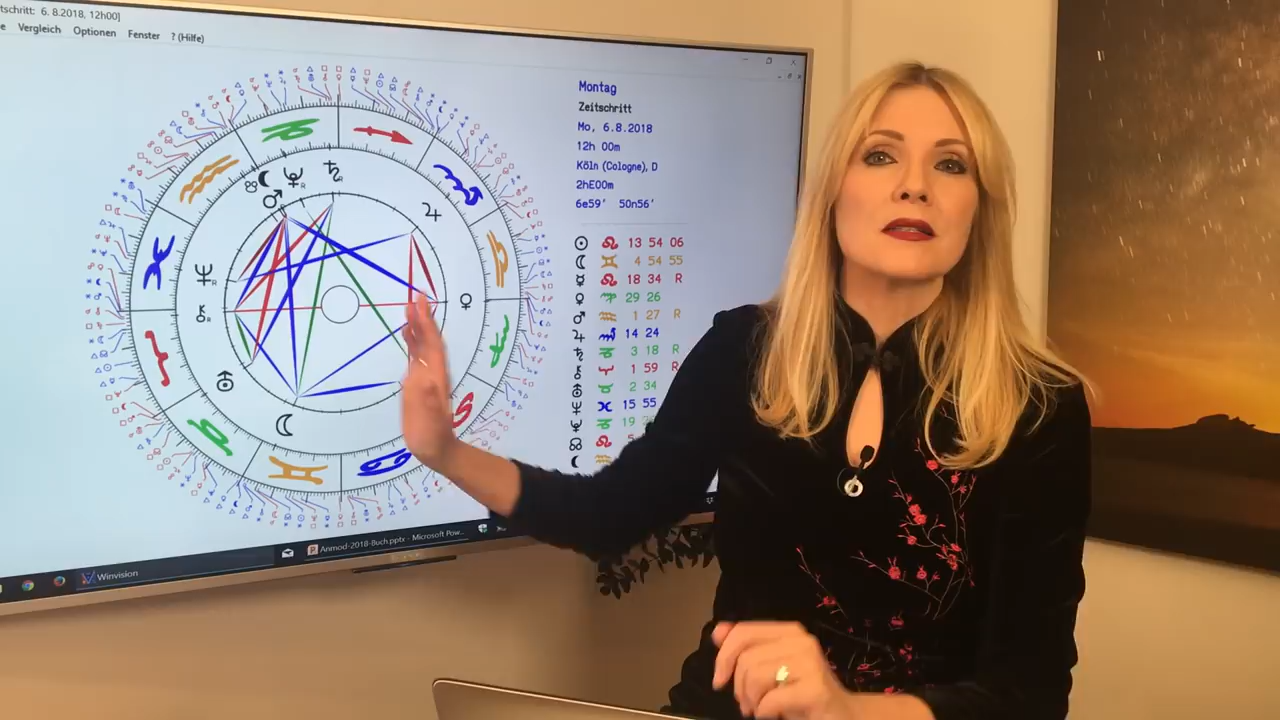 tschritt: 6. 8.2018, 12h00]
e Vergleich Optionen Fenster ? (Hilfe)
Montag
Zeitschritt
Mo, 6.8.2018
12h 00m
Köln (Cologne), D
2hE00m
6e59' 50n56'
☉ ♌ 13 54 06
☾ ♊ 4 54 55
☿ ♌ 18 34 R
♀ ♍ 29 26
♂ ♒ 1 27 R
♃ ♏ 14 24
♄ ♑ 3 18 R
⚷ ♈ 1 59 R
⛢ ♉ 2 34
♆ ♓ 15 55
♇ ♑ 19
☊ ♌
Anmod-2018-Buch.pptx - Microsoft Pow...
Winvision